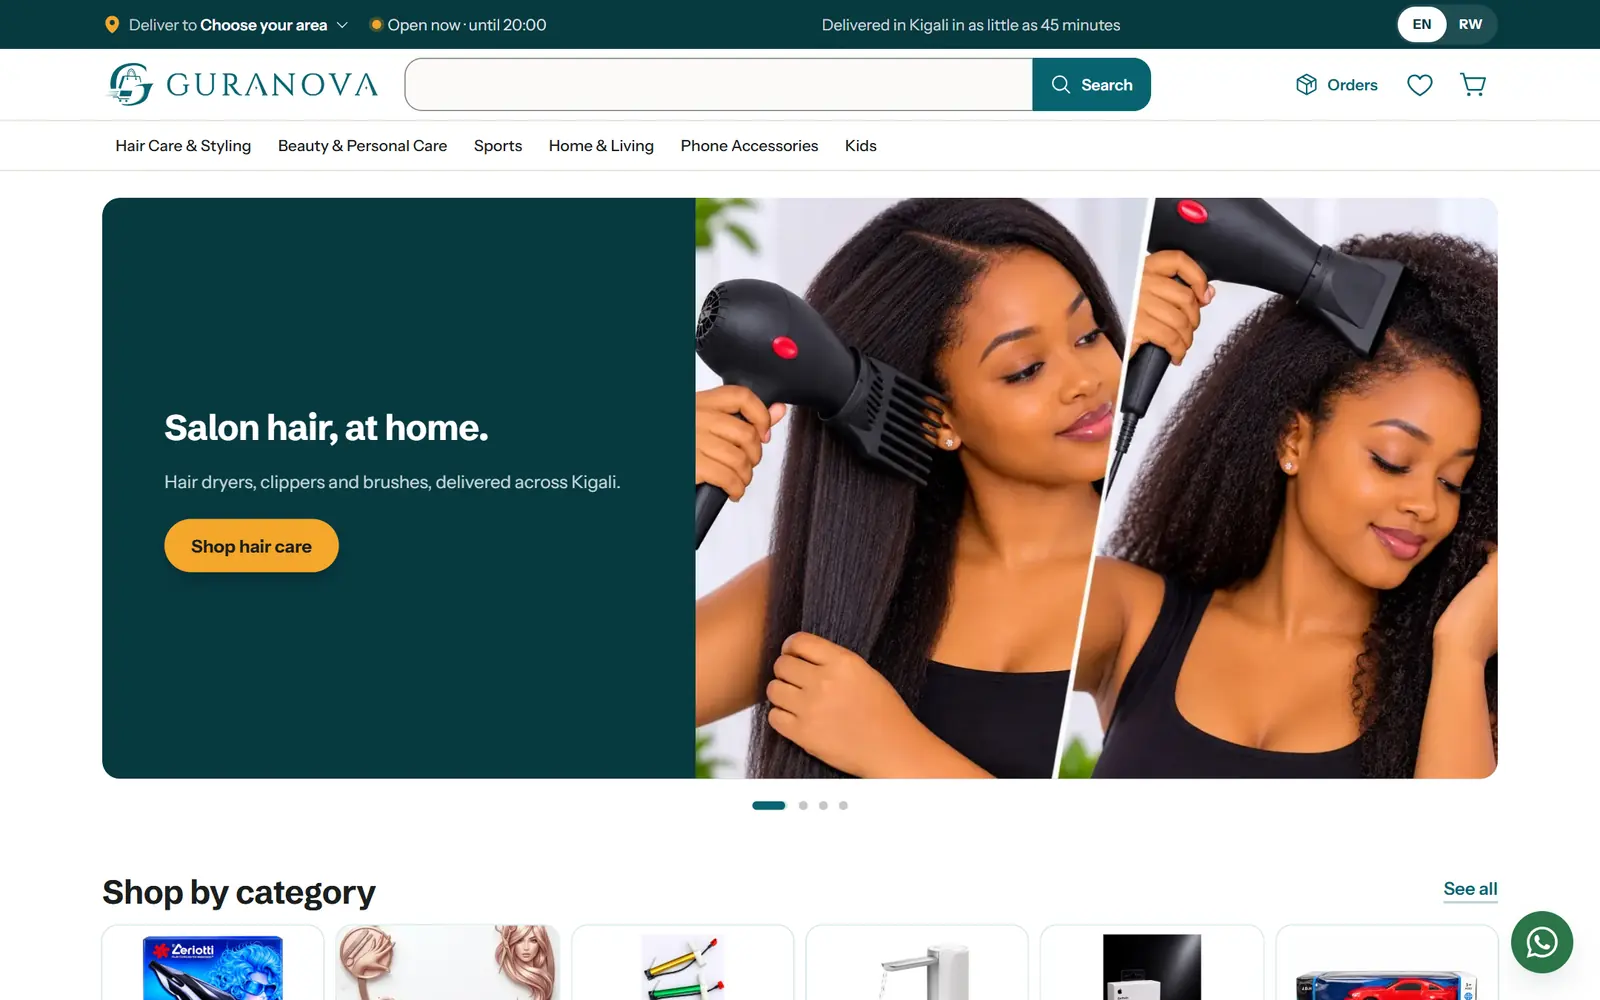 Deliver to Choose your area
Open now · until 20:00
Delivered in Kigali in as little as 45 minutes
EN
RW
GURANOVA
Search
Orders
Hair Care & Styling
Beauty & Personal Care
Sports
Home & Living
Phone Accessories
Kids
Salon hair, at home.
Hair dryers, clippers and brushes, delivered across Kigali.
Shop hair care
Shop by category
See all
Zeriotti